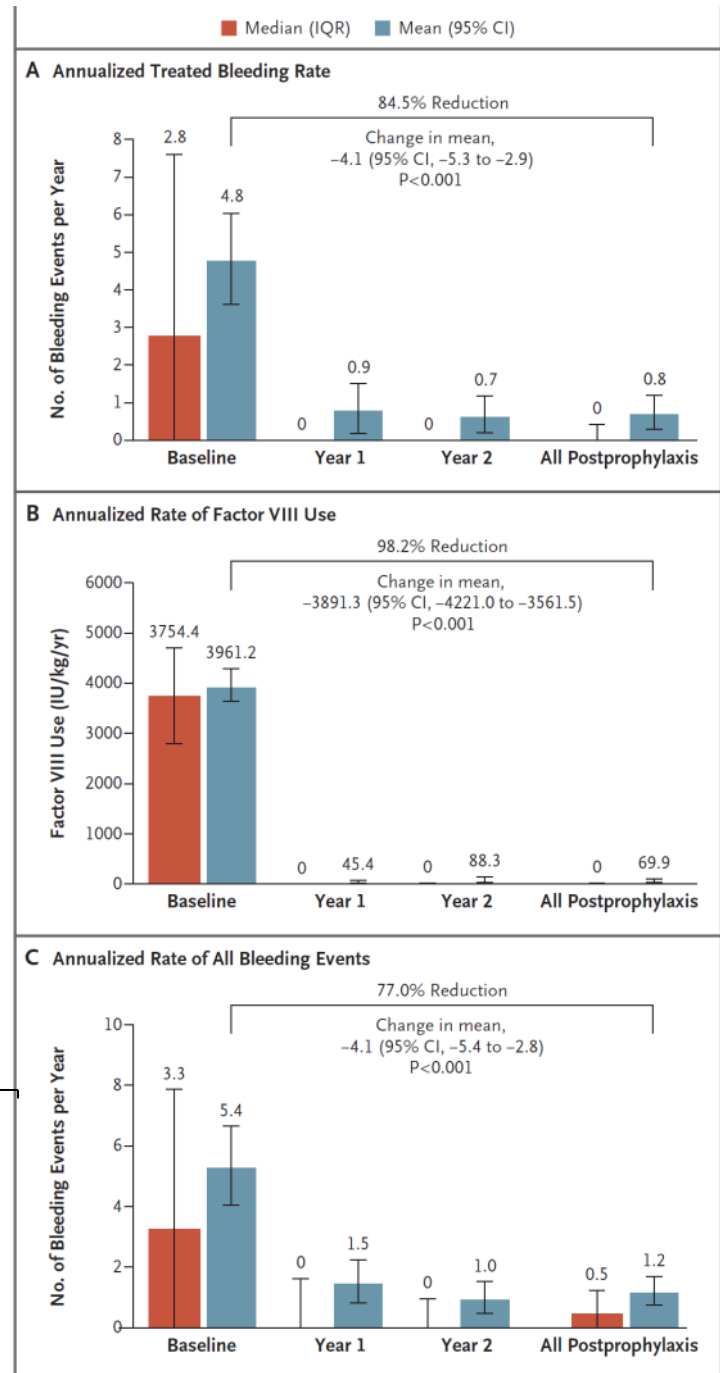 Median (IQR) Mean (95% CI)
A Annualized Treated Bleeding Rate
84.5% Reduction
Change in mean,
−4.1 (95% CI, −5.3 to −2.9)
P<0.001
No. of Bleeding Events per Year
8
7
6
5
4
3
2
1
0
2.8
4.8
0
0.9
0
0.7
0
0.8
Baseline Year 1 Year 2 All Postprophylaxis
B Annualized Rate of Factor VIII Use
98.2% Reduction
Change in mean,
−3891.3 (95% CI, −4221.0 to −3561.5)
P<0.001
Factor VIII Use (IU/kg/yr)
6000
5000
4000
3000
2000
1000
0
3754.4
3961.2
0
45.4
0
88.3
0
69.9
Baseline Year 1 Year 2 All Postprophylaxis
C Annualized Rate of All Bleeding Events
77.0% Reduction
Change in mean,
−4.1 (95% CI, −5.4 to −2.8)
P<0.001
No. of Bleeding Events per Year
10
8
6
4
2
0
3.3
5.4
0
1.5
0
1.0
0.5
1.2
Baseline Year 1 Year 2 All Postprophylaxis